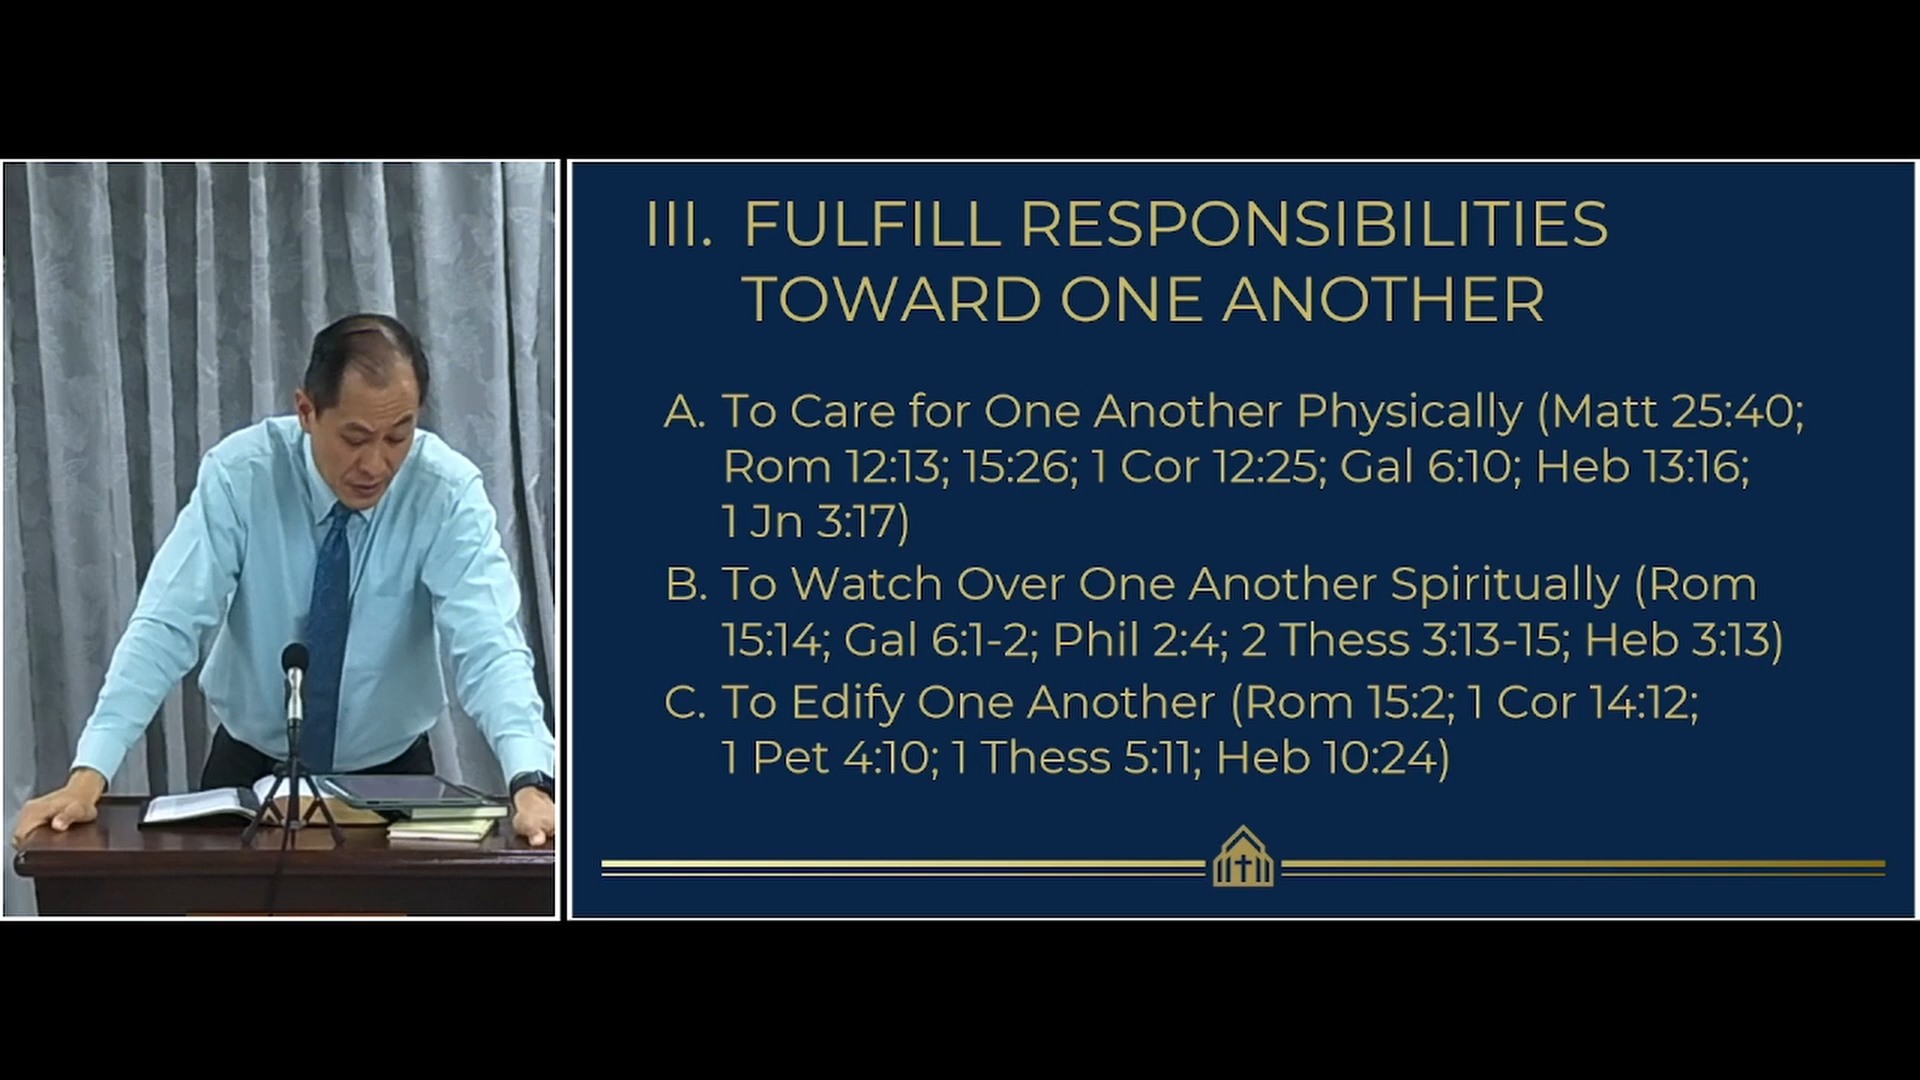 III. FULFILL RESPONSIBILITIES
TOWARD ONE ANOTHER
A. To Care for One Another Physically (Matt 25:40;
Rom 12:13; 15:26; 1 Cor 12:25; Gal 6:10; Heb 13:16;
1 Jn 3:17)
B. To Watch Over One Another Spiritually (Rom
15:14; Gal 6:1-2; Phil 2:4; 2 Thess 3:13-15; Heb 3:13)
C. To Edify One Another (Rom 15:2; 1 Cor 14:12;
1 Pet 4:10; 1 Thess 5:11; Heb 10:24)